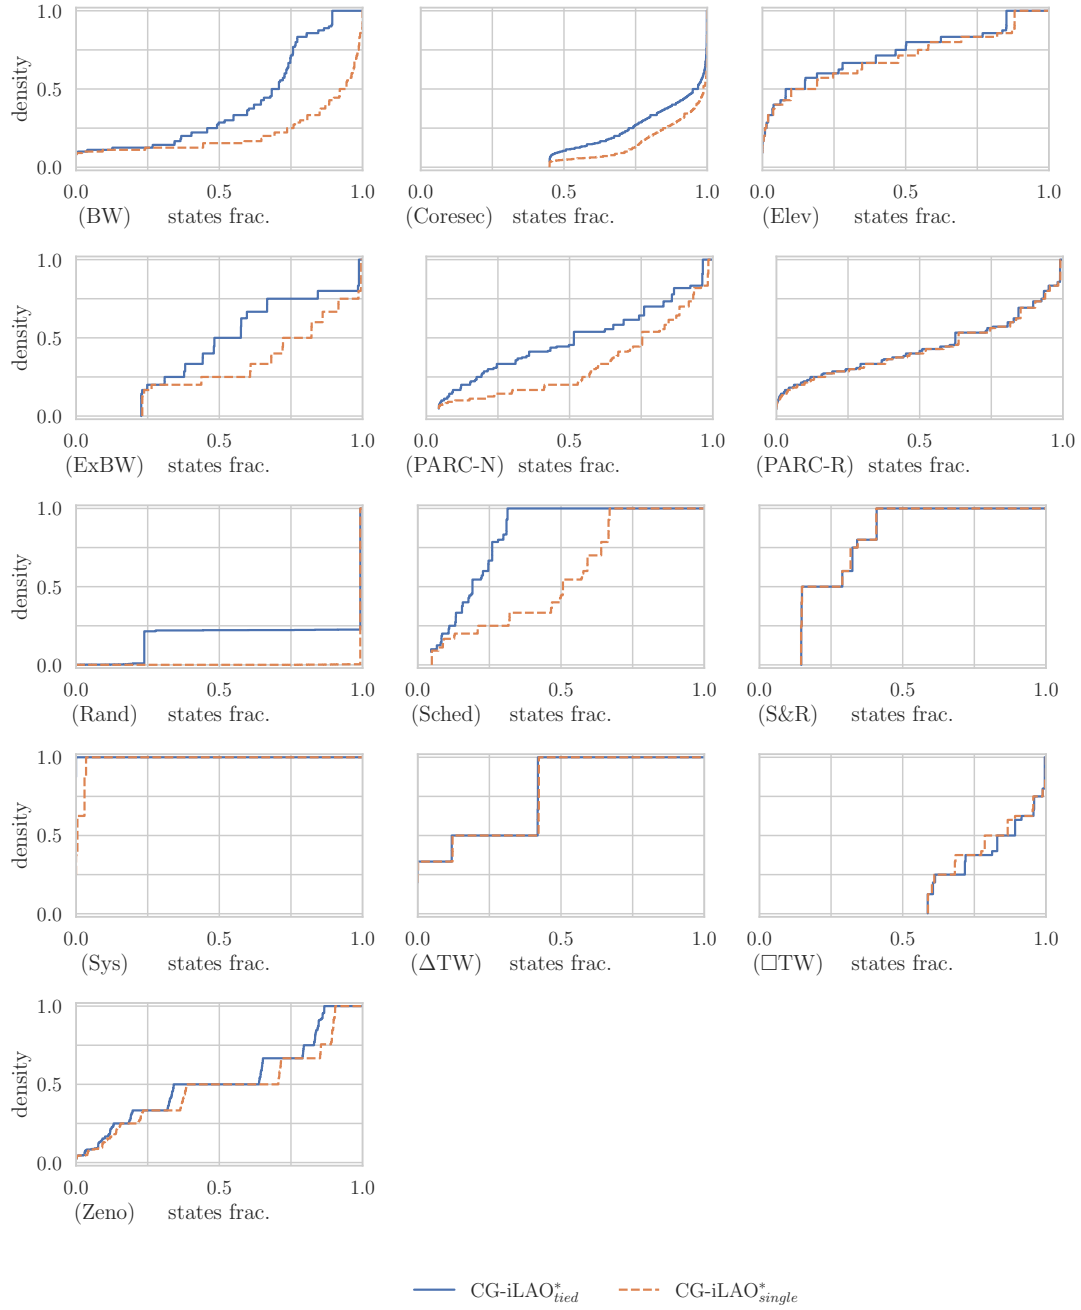 1.0
0.5
0.0
density
0.0 0.5 1.0 0.0 0.5 1.0 0.0 0.5 1.0
(BW) states frac. (Coresec) states frac. (Elev) states frac.
1.0
0.5
0.0
density
0.0 0.5 1.0 0.0 0.5 1.0 0.0 0.5 1.0
(ExBW) states frac. (PARC-N) states frac. (PARC-R) states frac.
1.0
0.5
0.0
density
0.0 0.5 1.0 0.0 0.5 1.0 0.0 0.5 1.0
(Rand) states frac. (Sched) states frac. (S&R) states frac.
1.0
0.5
0.0
density
0.0 0.5 1.0 0.0 0.5 1.0 0.0 0.5 1.0
(Sys) states frac. (ΔTW) states frac. (□TW) states frac.
1.0
0.5
0.0
density
0.0 0.5 1.0
(Zeno) states frac.
CG-iLAO*tied CG-iLAO*single